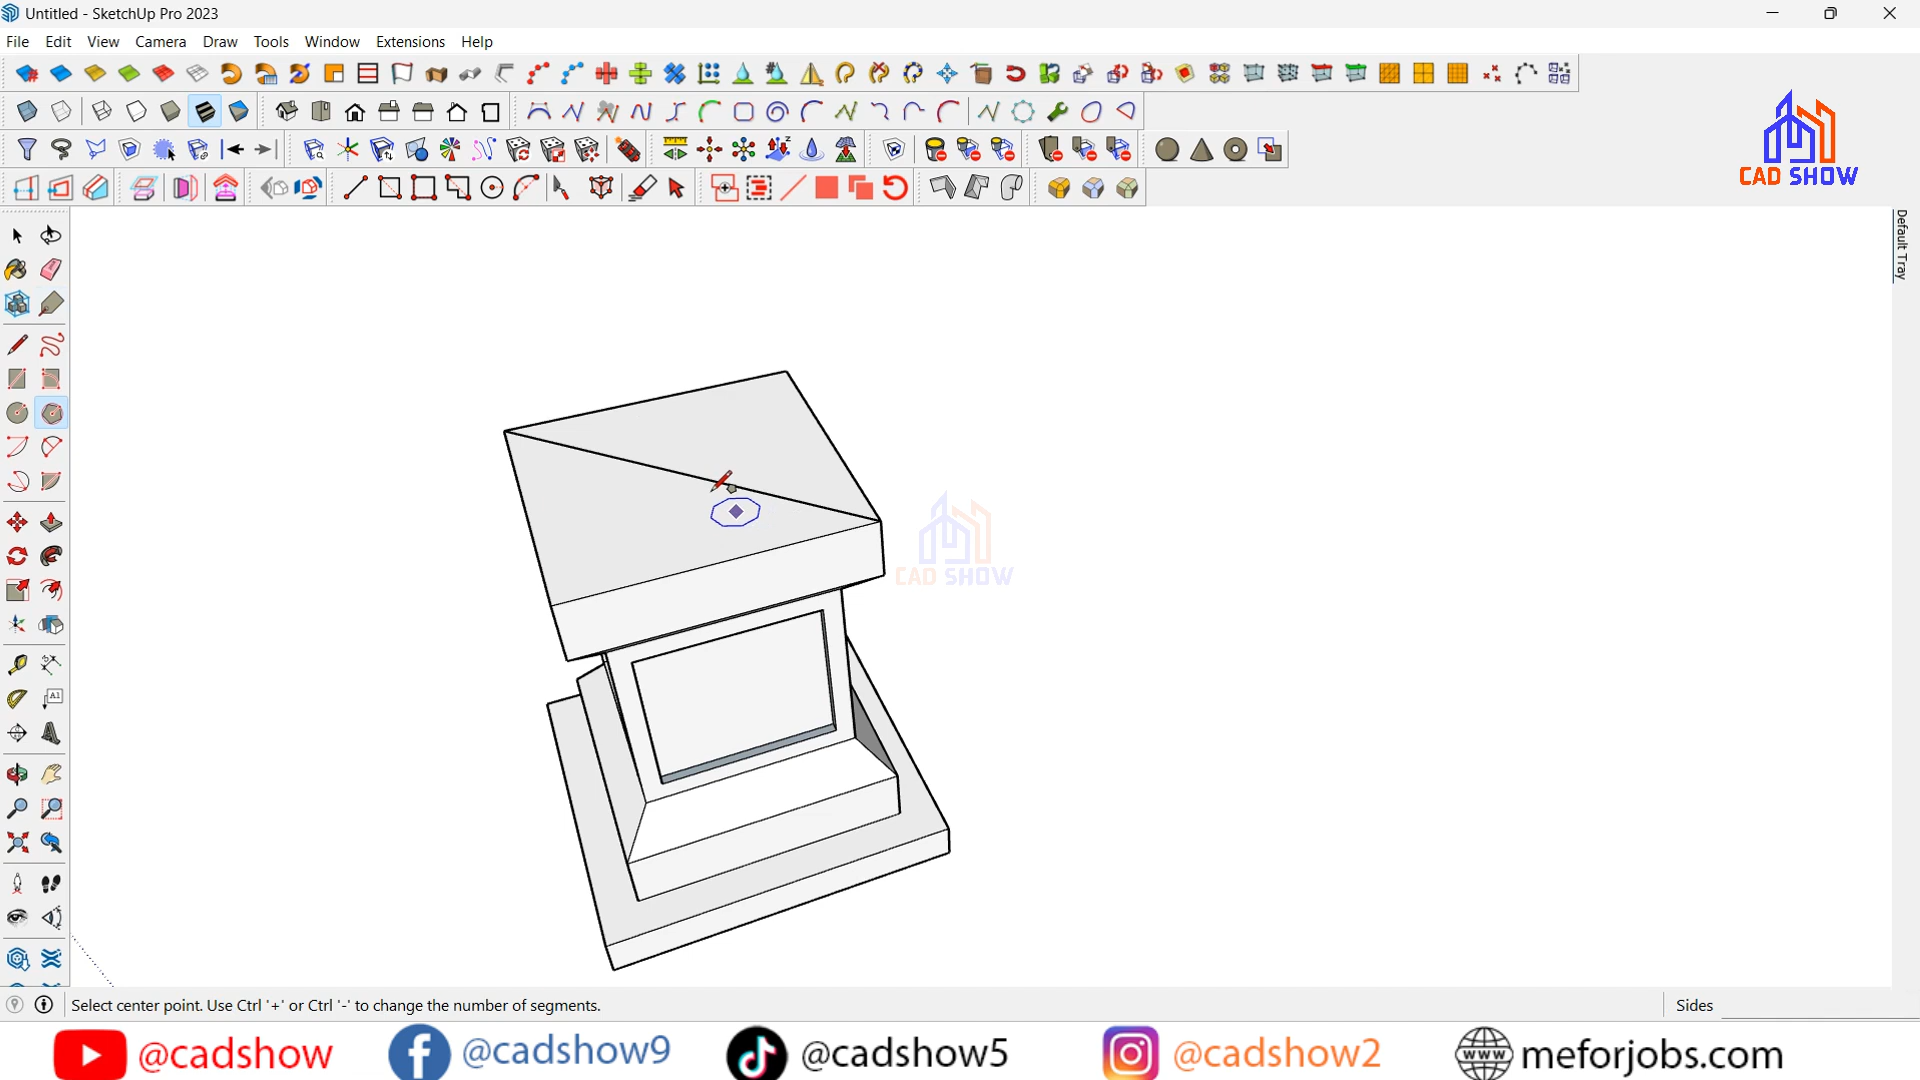 Untitled - SketchUp Pro 2023
File Edit View Camera Draw Tools Window Extensions Help
CAD SHOW
Default Tray
CAD SHOW
A1
Select center point. Use Ctrl '+' or Ctrl '-' to change the number of segments.
Sides
@cadshow @cadshow9 @cadshow5 @cadshow2 www meforjobs.com